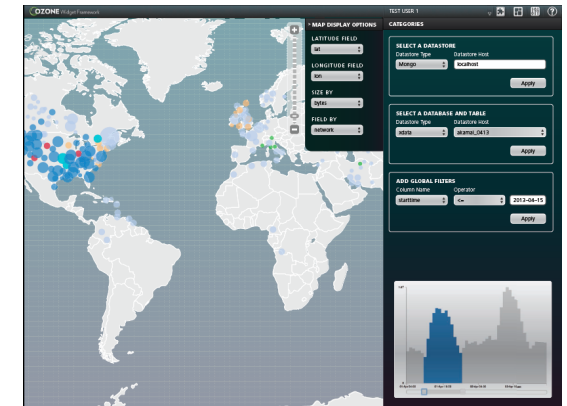 OZONE Widget Framework
TEST USER 1
MAP DISPLAY OPTIONS
LATITUDE FIELD
lat
LONGITUDE FIELD
lon
SIZE BY
bytes
FIELD BY
network
CATEGORIES
SELECT A DATASTORE
Datastore Type Datastore Host
Mongo localhost
Apply
SELECT A DATABASE AND TABLE
Datastore Type Datastore Host
xdata akamai_0413
Apply
ADD GLOBAL FILTERS
Column Name Operator
starttime <= 2013-04-15
Apply